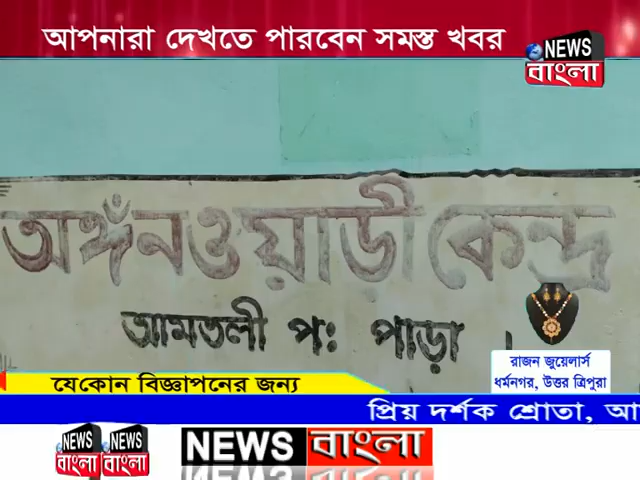 আপনারা দেখতে পারবেন সমস্ত খবর
NEWS
বাংলা
অঙ্গঁনওয়াড়ী কেন্দ্র
আমতলী পঃ পাড়া ।
রাজন জুয়েলার্স
ধর্মনগর, উত্তর ত্রিপুরা
যেকোন বিজ্ঞাপনের জন্য
প্রিয় দর্শক শ্রোতা, আ
NEWS NEWS
বাংলা বাংলা
NEWS বাংলা